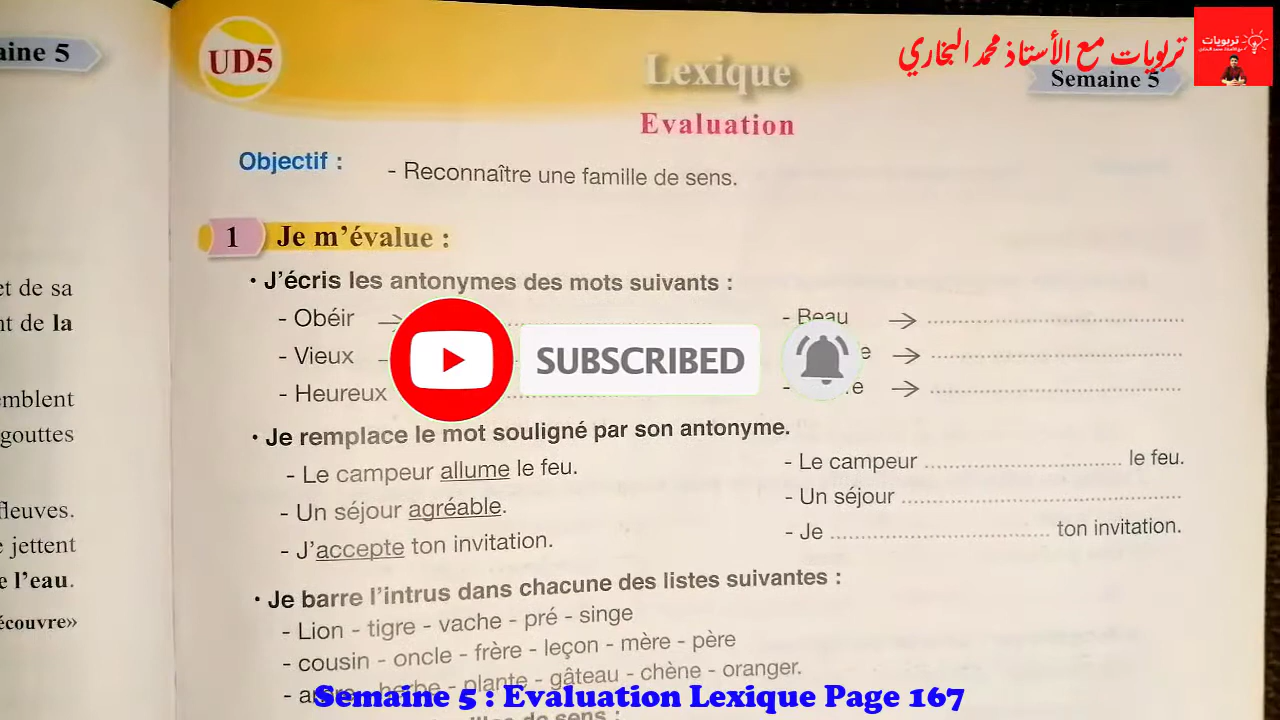 aine 5
UD5
Lexique
تربويات مع الأستاذ محمد البخاري
تربويات
Semaine 5
Evaluation
Objectif : - Reconnaître une famille de sens.
1 Je m'évalue :
• J'écris les antonymes des mots suivants :
- Obéir → ........................ - Beau → ........................
- Vieux → ........................ e → ........................
- Heureux ........................ - e → ........................
SUBSCRIBED
• Je remplace le mot souligné par son antonyme.
- Le campeur allume le feu. - Le campeur ........................ le feu.
- Un séjour agréable. - Un séjour ........................
- J'accepte ton invitation. - Je ........................ ton invitation.
• Je barre l'intrus dans chacune des listes suivantes :
- Lion - tigre - vache - pré - singe
- cousin - oncle - frère - leçon - mère - père
- herbe - plante - gâteau - chène - oranger.
Semaine 5 : Evaluation Lexique Page 167
de sens :
et de sa
nt de la
emblent
gouttes
fleuves.
e jettent
e l'eau.
écouvre»